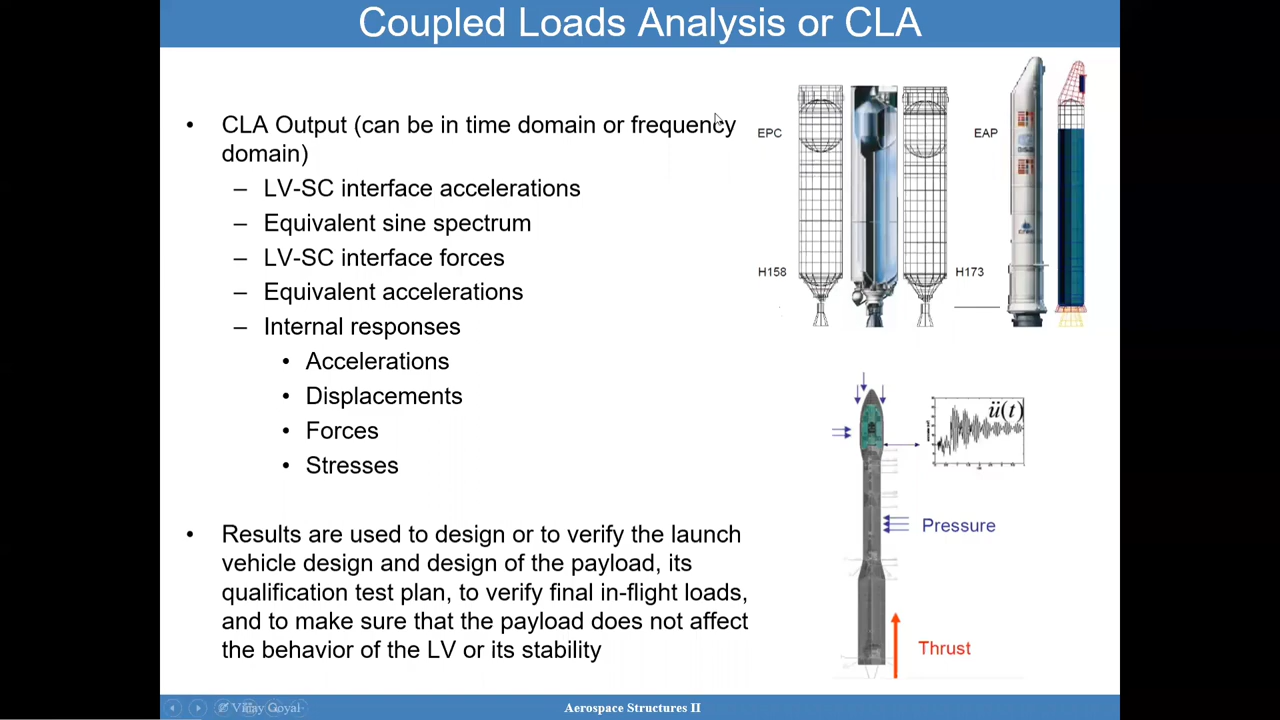 Coupled Loads Analysis or CLA
• CLA Output (can be in time domain or frequency
domain)
– LV-SC interface accelerations
– Equivalent sine spectrum
– LV-SC interface forces
– Equivalent accelerations
– Internal responses
• Accelerations
• Displacements
• Forces
• Stresses
• Results are used to design or to verify the launch
vehicle design and design of the payload, its
qualification test plan, to verify final in-flight loads,
and to make sure that the payload does not affect
the behavior of the LV or its stability
EPC
EAP
H158
H173
ü(t)
Pressure
Thrust
Vinay Goyal
Aerospace Structures II